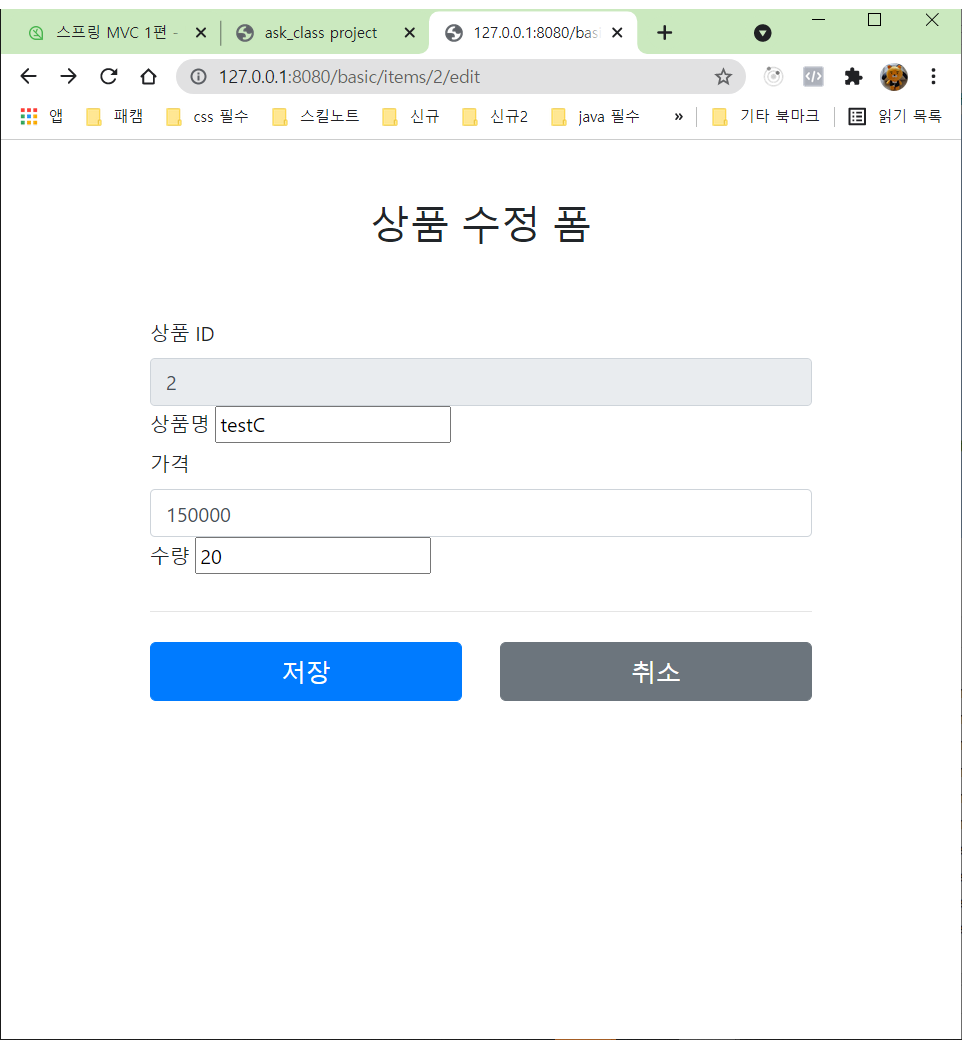 스프링 MVC 1편 -
ask_class project
127.0.0.1:8080/bas
127.0.0.1:8080/basic/items/2/edit
앱 패캠 css 필수 스킬노트 신규 신규2 java 필수 » 기타 북마크 읽기 목록
상품 수정 폼
상품 ID
2
상품명 testC
가격
150000
수량 20
저장 취소